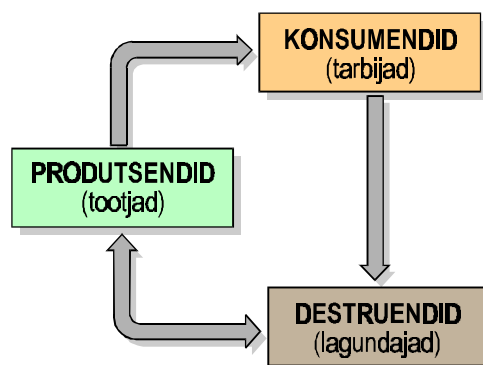 KONSUMENDID
(tarbijad)
PRODUTSENDID
(tootjad)
DESTRUENDID
(lagundajad)